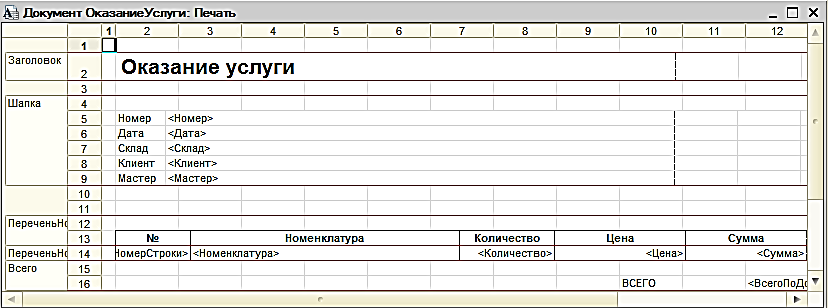 Документ ОказаниеУслуги: Печать
1 2 3 4 5 6 7 8 9 10 11 12
1
Заголовок 2 Оказание услуги
3
Шапка 4
5 Номер <Номер>
6 Дата <Дата>
7 Склад <Склад>
8 Клиент <Клиент>
9 Мастер <Мастер>
10
11
ПереченьНо 12
13 № Номенклатура Количество Цена Сумма
ПереченьНо 14 НомерСтроки> <Номенклатура> <Количество> <Цена> <Сумма>
Всего 15
16 ВСЕГО <ВсегоПоДо